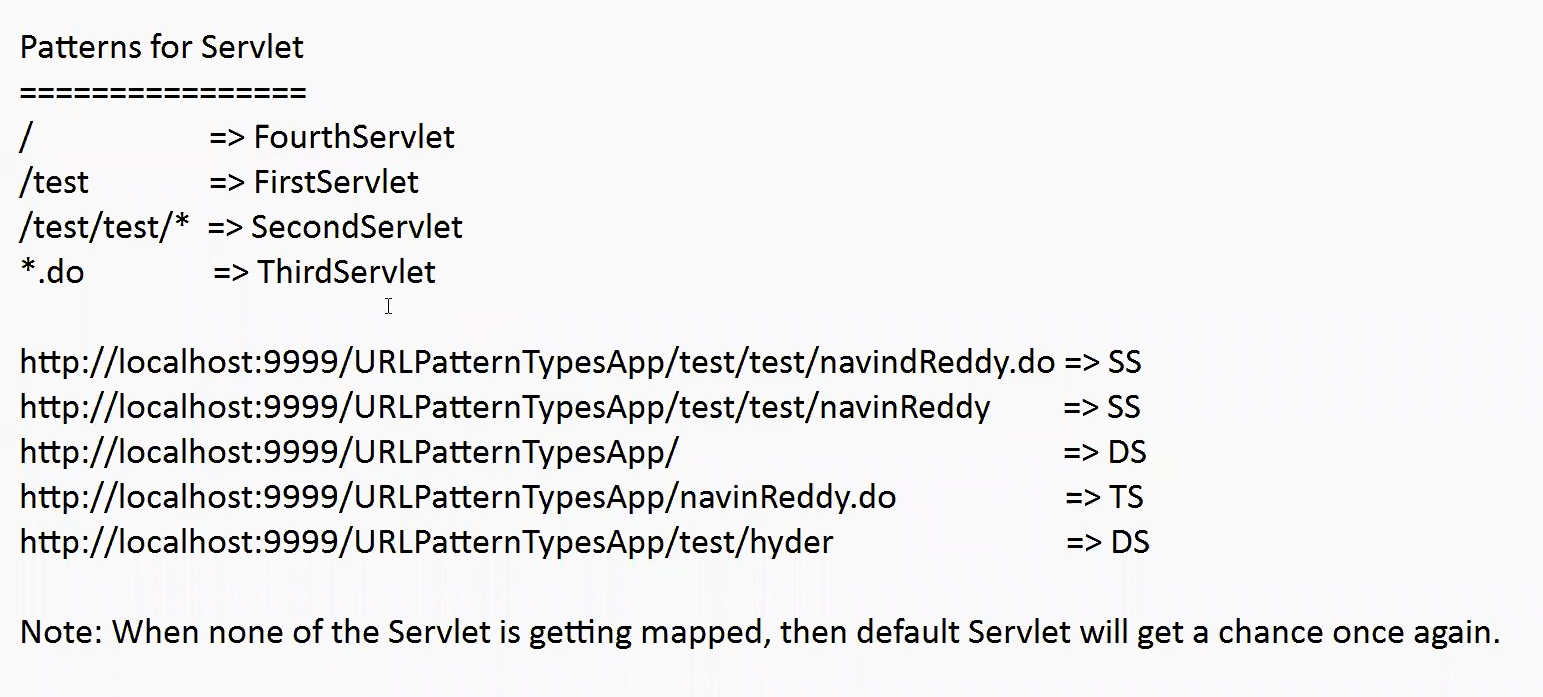 Patterns for Servlet
================
/ => FourthServlet
/test => FirstServlet
/test/test/* => SecondServlet
*.do => ThirdServlet
http://localhost:9999/URLPatternTypesApp/test/test/navindReddy.do => SS
http://localhost:9999/URLPatternTypesApp/test/test/navinReddy => SS
http://localhost:9999/URLPatternTypesApp/ => DS
http://localhost:9999/URLPatternTypesApp/navinReddy.do => TS
http://localhost:9999/URLPatternTypesApp/test/hyder => DS
Note: When none of the Servlet is getting mapped, then default Servlet will get a chance once again.